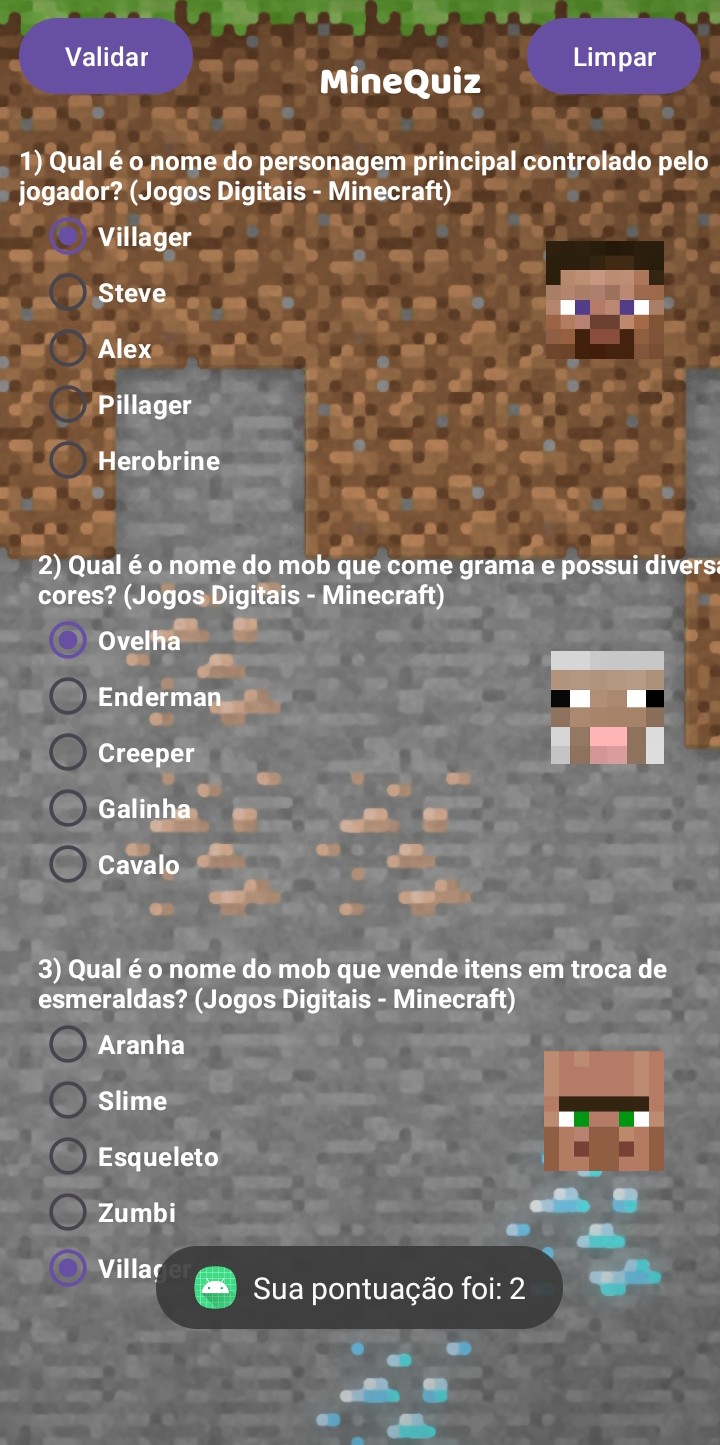 Validar
Limpar
MineQuiz
1) Qual é o nome do personagem principal controlado pelo
jogador? (Jogos Digitais - Minecraft)
Villager
Steve
Alex
Pillager
Herobrine
2) Qual é o nome do mob que come grama e possui diversa
cores? (Jogos Digitais - Minecraft)
Ovelha
Enderman
Creeper
Galinha
Cavalo
3) Qual é o nome do mob que vende itens em troca de
esmeraldas? (Jogos Digitais - Minecraft)
Aranha
Slime
Esqueleto
Zumbi
Villager
Sua pontuação foi: 2